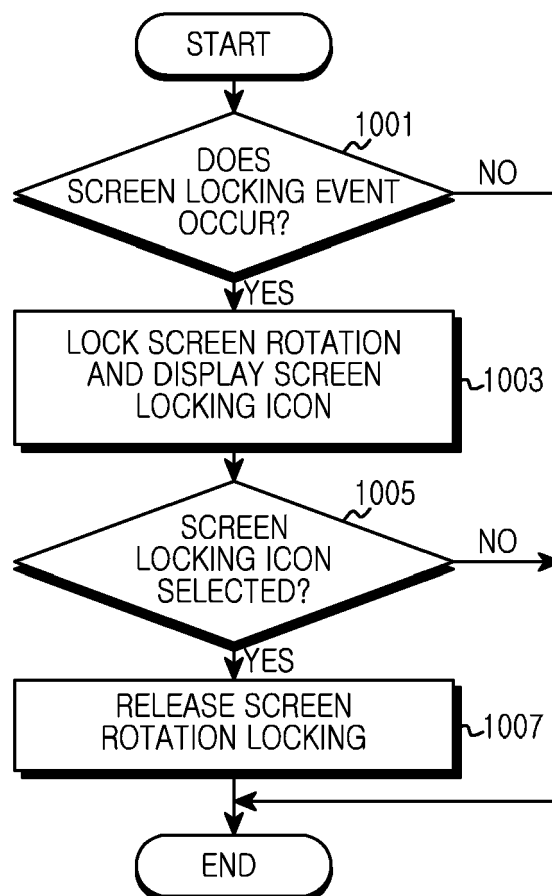 START
1001
DOES
SCREEN LOCKING EVENT
OCCUR?
NO
YES
LOCK SCREEN ROTATION
AND DISPLAY SCREEN
LOCKING ICON
1003
1005
SCREEN
LOCKING ICON
SELECTED?
NO
YES
RELEASE SCREEN
ROTATION LOCKING
1007
END